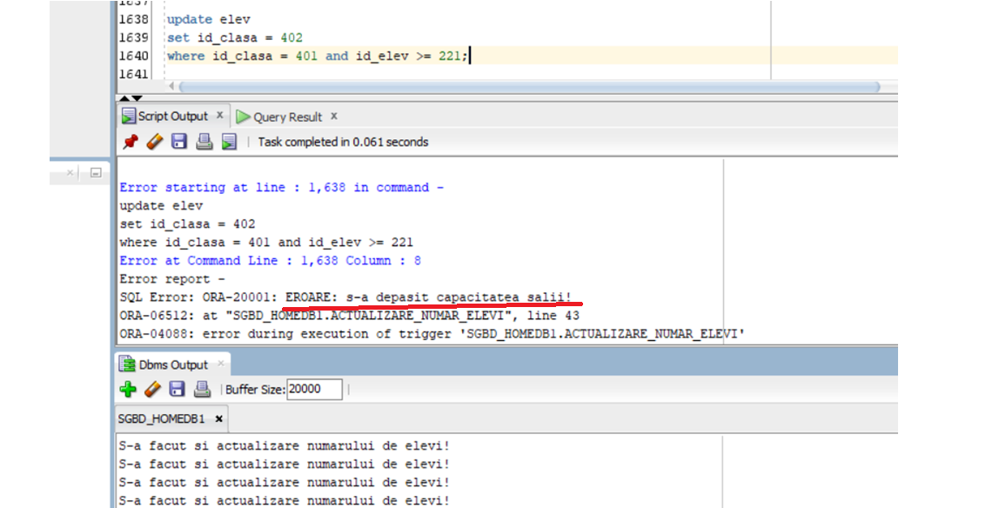 1637
1638 update elev
1639 set id_clasa = 402
1640 where id_clasa = 401 and id_elev >= 221;
1641
Script Output x Query Result x
Task completed in 0.061 seconds
Error starting at line : 1,638 in command -
update elev
set id_clasa = 402
where id_clasa = 401 and id_elev >= 221
Error at Command Line : 1,638 Column : 8
Error report -
SQL Error: ORA-20001: EROARE: s-a depasit capacitatea salii!
ORA-06512: at "SGBD_HOMEDB1.ACTUALIZARE_NUMAR_ELEVI", line 43
ORA-04088: error during execution of trigger 'SGBD_HOMEDB1.ACTUALIZARE_NUMAR_ELEVI'
Dbms Output x
Buffer Size: 20000
SGBD_HOMEDB1 x
S-a facut si actualizare numarului de elevi!
S-a facut si actualizare numarului de elevi!
S-a facut si actualizare numarului de elevi!
S-a facut si actualizare numarului de elevi!